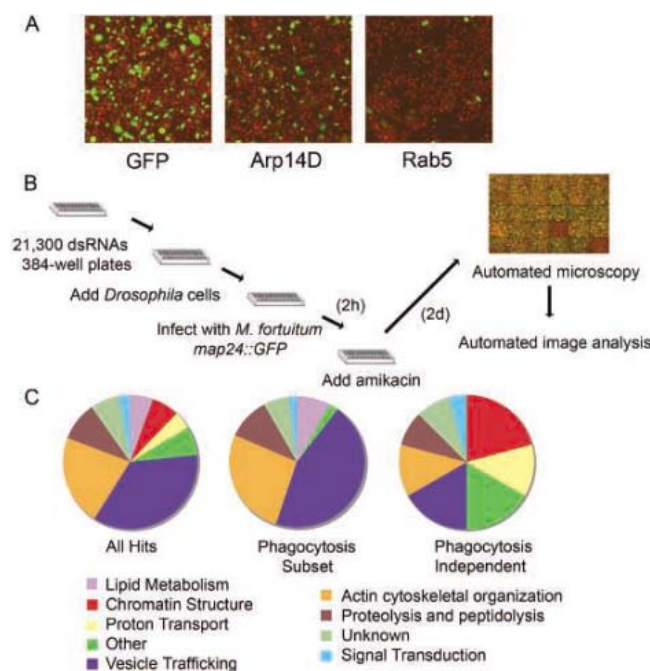 A
GFP
Arp14D
Rab5
B
21,300 dsRNAs
384-well plates
Add Drosophila cells
Infect with M. fortuitum
map24::GFP
(2h)
Add amikacin
(2d)
Automated microscopy
Automated image analysis
C
All Hits
Phagocytosis
Subset
Phagocytosis
Independent
Lipid Metabolism
Chromatin Structure
Proton Transport
Other
Vesicle Trafficking
Actin cytoskeletal organization
Proteolysis and peptidolysis
Unknown
Signal Transduction